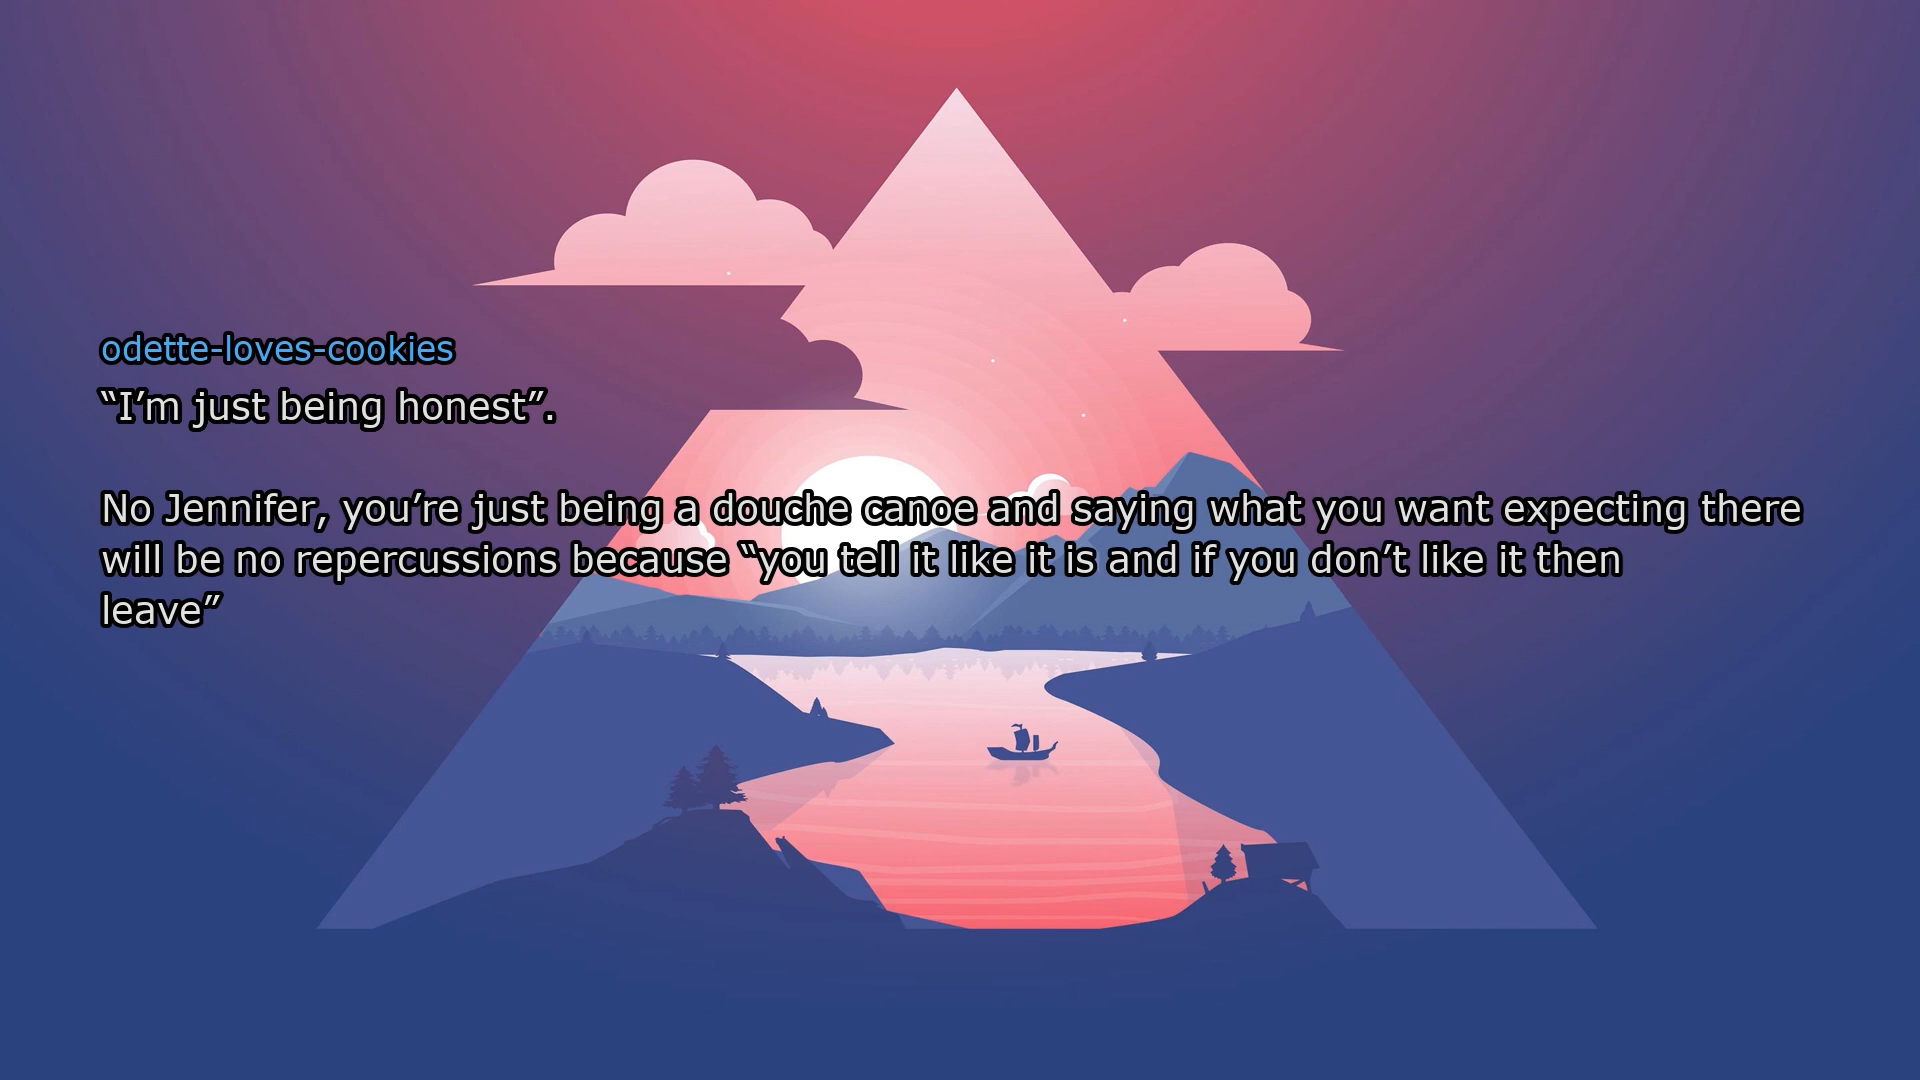 odette-loves-cookies
“I’m just being honest”.
No Jennifer, you’re just being a douche canoe and saying what you want expecting there
will be no repercussions because “you tell it like it is and if you don’t like it then
leave”